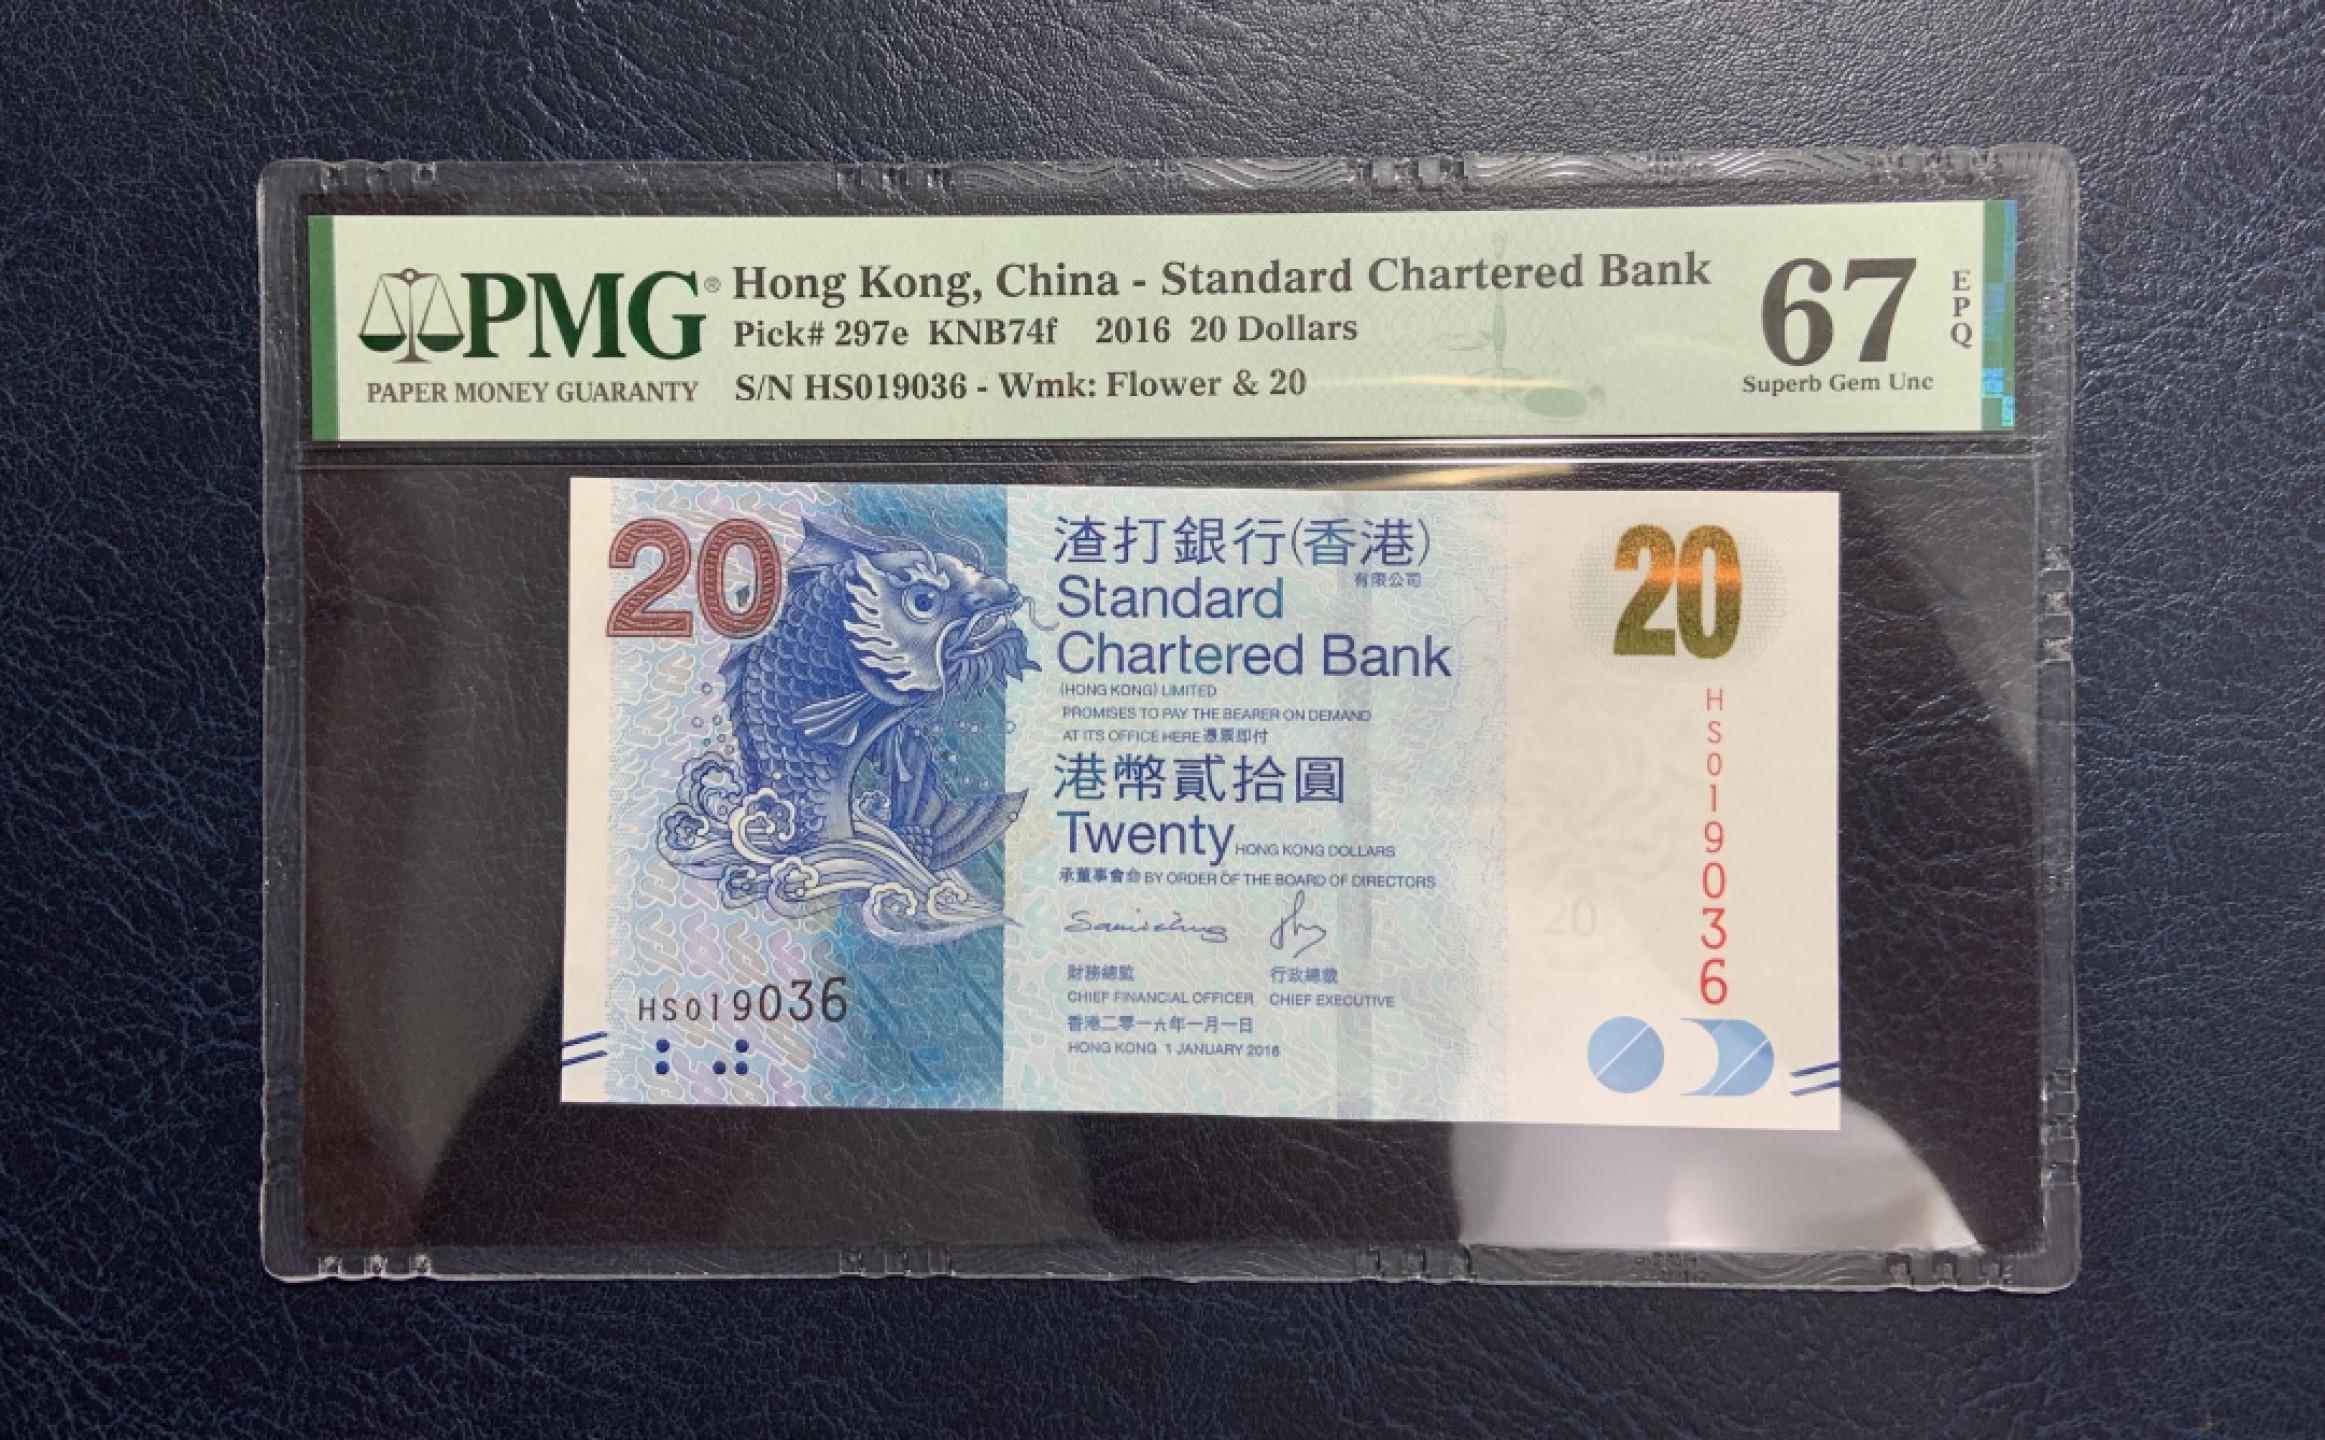 PMG® Hong Kong, China - Standard Chartered Bank
Pick# 297e KNB74f 2016 20 Dollars
PAPER MONEY GUARANTY
S/N HS019036 - Wmk: Flower & 20
67
EPQ
Superb Gem Unc
20
渣打銀行(香港)
有限公司
Standard
Chartered Bank
(HONG KONG) LIMITED
PROMISES TO PAY THE BEARER ON DEMAND
AT ITS OFFICE HERE 憑票即付
港幣貳拾圓
Twenty HONG KONG DOLLARS
承董事會命 BY ORDER OF THE BOARD OF DIRECTORS
財務總監 行政總裁
CHIEF FINANCIAL OFFICER CHIEF EXECUTIVE
香港二零一六年一月一日
HONG KONG 1 JANUARY 2016
HS019036
20
HS019036
20